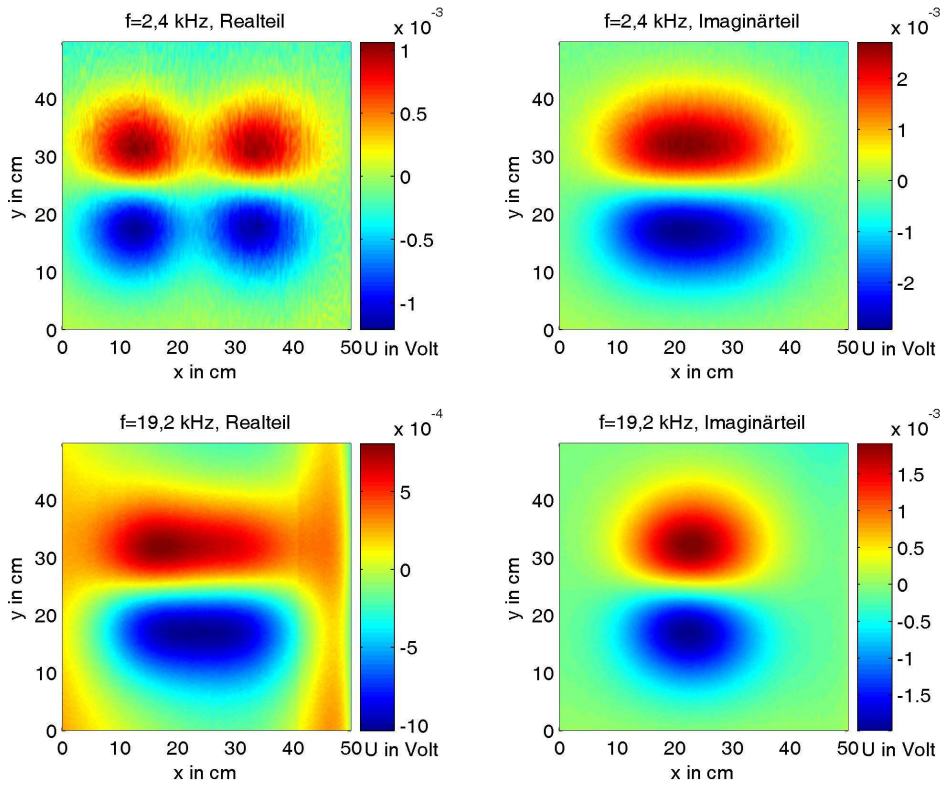 f=2,4 kHz, Realteil
x 10-3
1
0.5
0
-0.5
-1
40
30
20
10
0
y in cm
0 10 20 30 40 50
U in Volt
x in cm
f=2,4 kHz, Imaginärteil
x 10-3
2
1
0
-1
-2
40
30
20
10
0
y in cm
0 10 20 30 40 50
U in Volt
x in cm
f=19,2 kHz, Realteil
x 10-4
5
0
-5
-10
40
30
20
10
0
y in cm
0 10 20 30 40 50
U in Volt
x in cm
f=19,2 kHz, Imaginärteil
x 10-3
1.5
1
0.5
0
-0.5
-1
-1.5
40
30
20
10
0
y in cm
0 10 20 30 40 50
U in Volt
x in cm